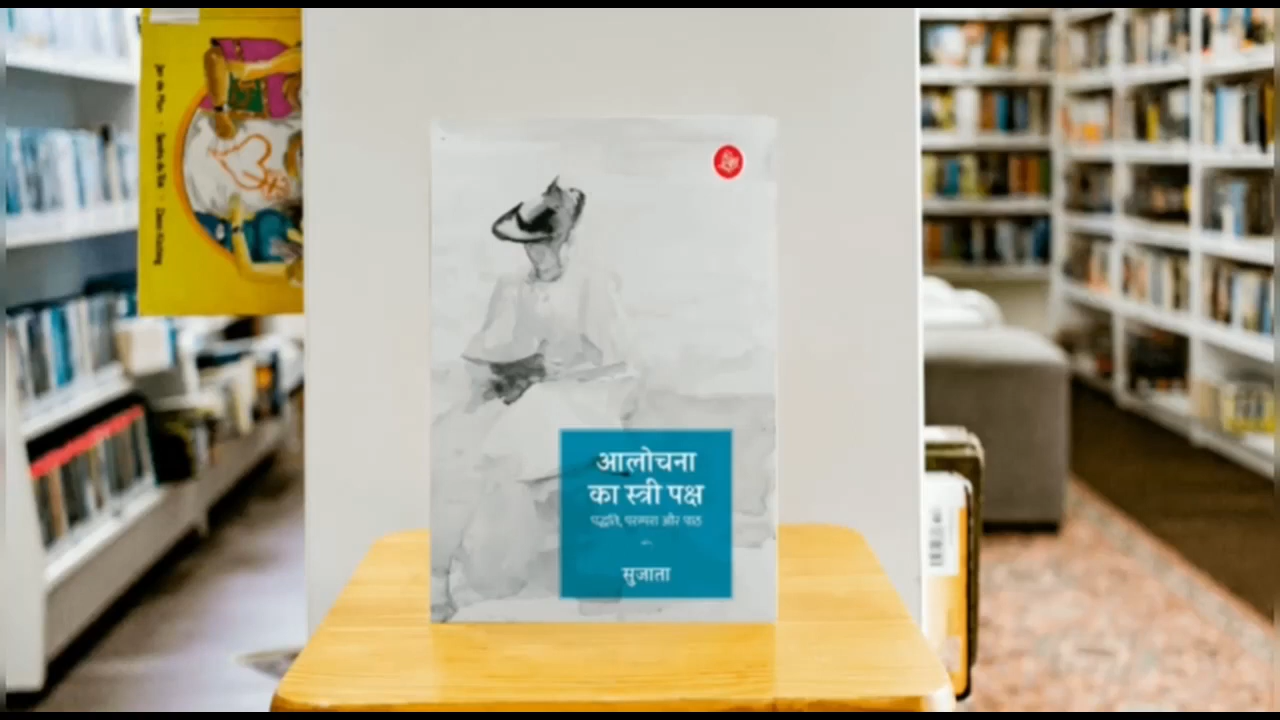 आलोचना
का स्त्री पक्ष
पद्धति, परम्परा और पाठ
सुजाता